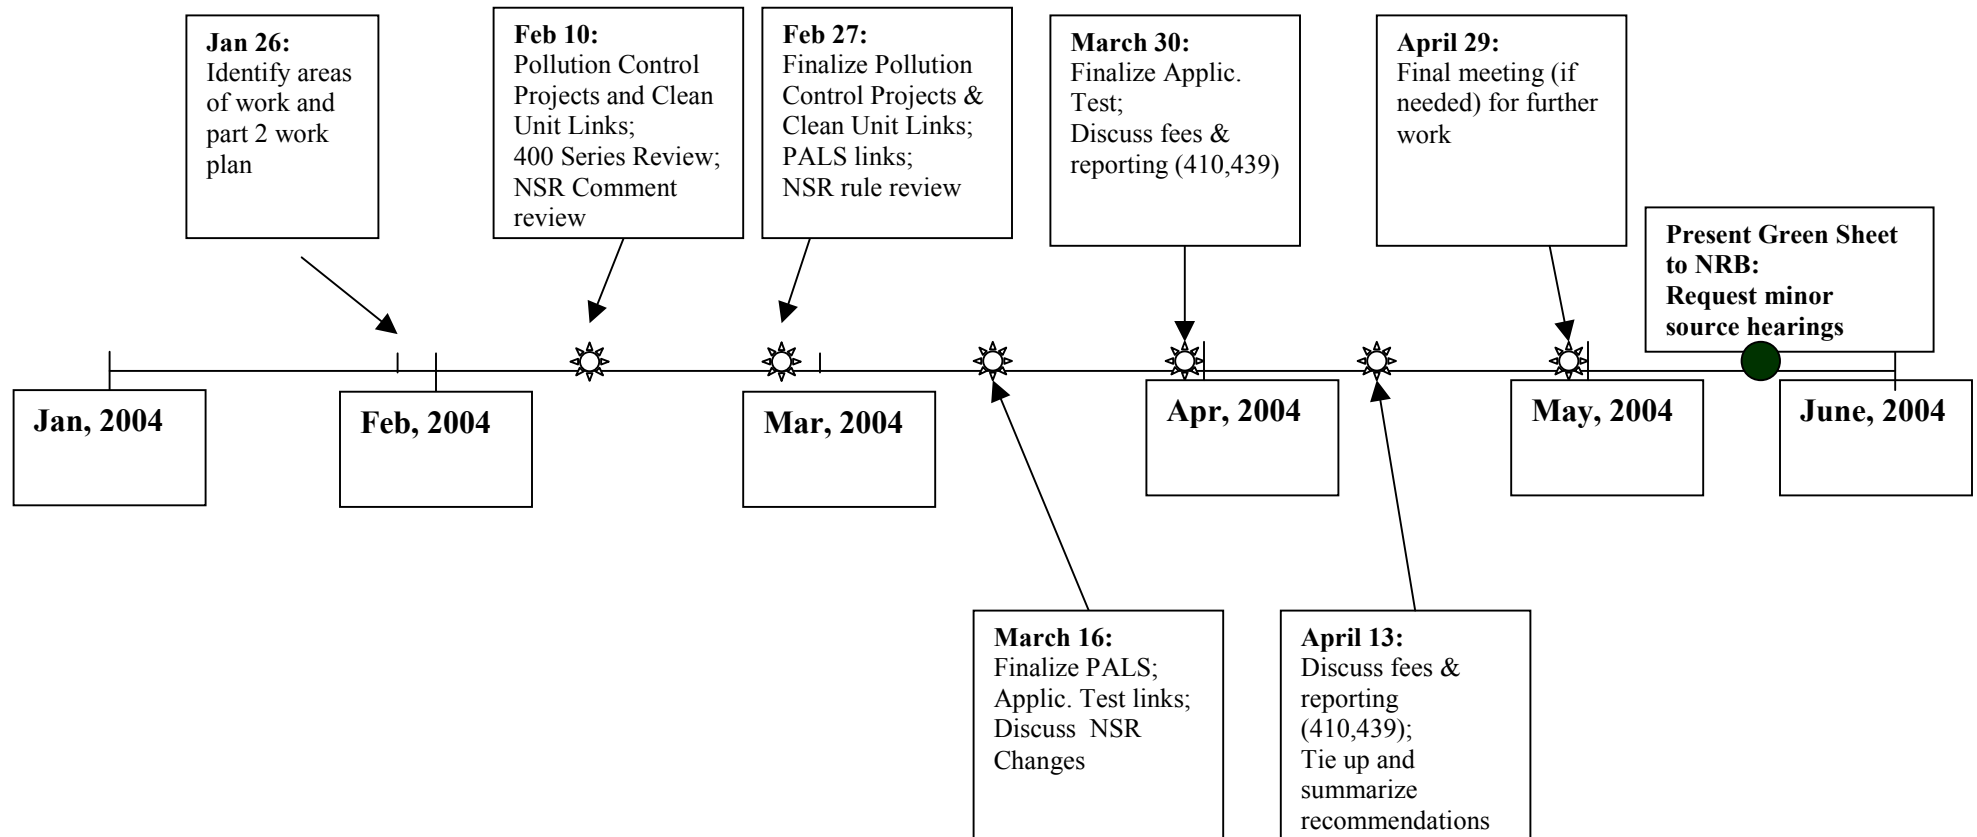 Jan 26:
Identify areas
of work and
part 2 work
plan
Feb 10:
Pollution Control
Projects and Clean
Unit Links;
400 Series Review;
NSR Comment
review
Feb 27:
Finalize Pollution
Control Projects &
Clean Unit Links;
PALS links;
NSR rule review
March 30:
Finalize Applic.
Test;
Discuss fees &
reporting (410,439)
April 29:
Final meeting (if
needed) for further
work
Present Green Sheet
to NRB:
Request minor
source hearings
Jan, 2004
Feb, 2004
Mar, 2004
Apr, 2004
May, 2004
June, 2004
March 16:
Finalize PALS;
Applic. Test links;
Discuss  NSR
Changes
April 13:
Discuss fees &
reporting
(410,439);
Tie up and
summarize
recommendations